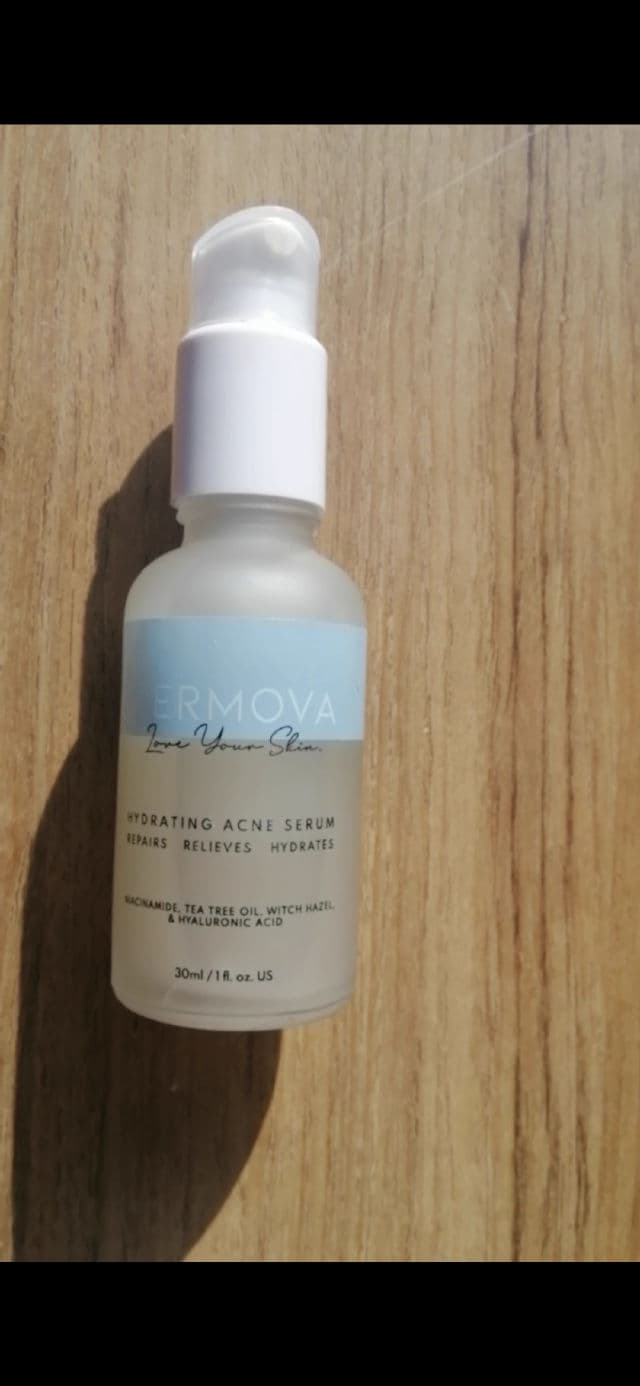 ERMOVA
Love Your Skin.
HYDRATING ACNE SERUM
REPAIRS RELIEVES HYDRATES
NIACINAMIDE, TEA TREE OIL, WITCH HAZEL,
& HYALURONIC ACID
30ml / 1 fl. oz. US